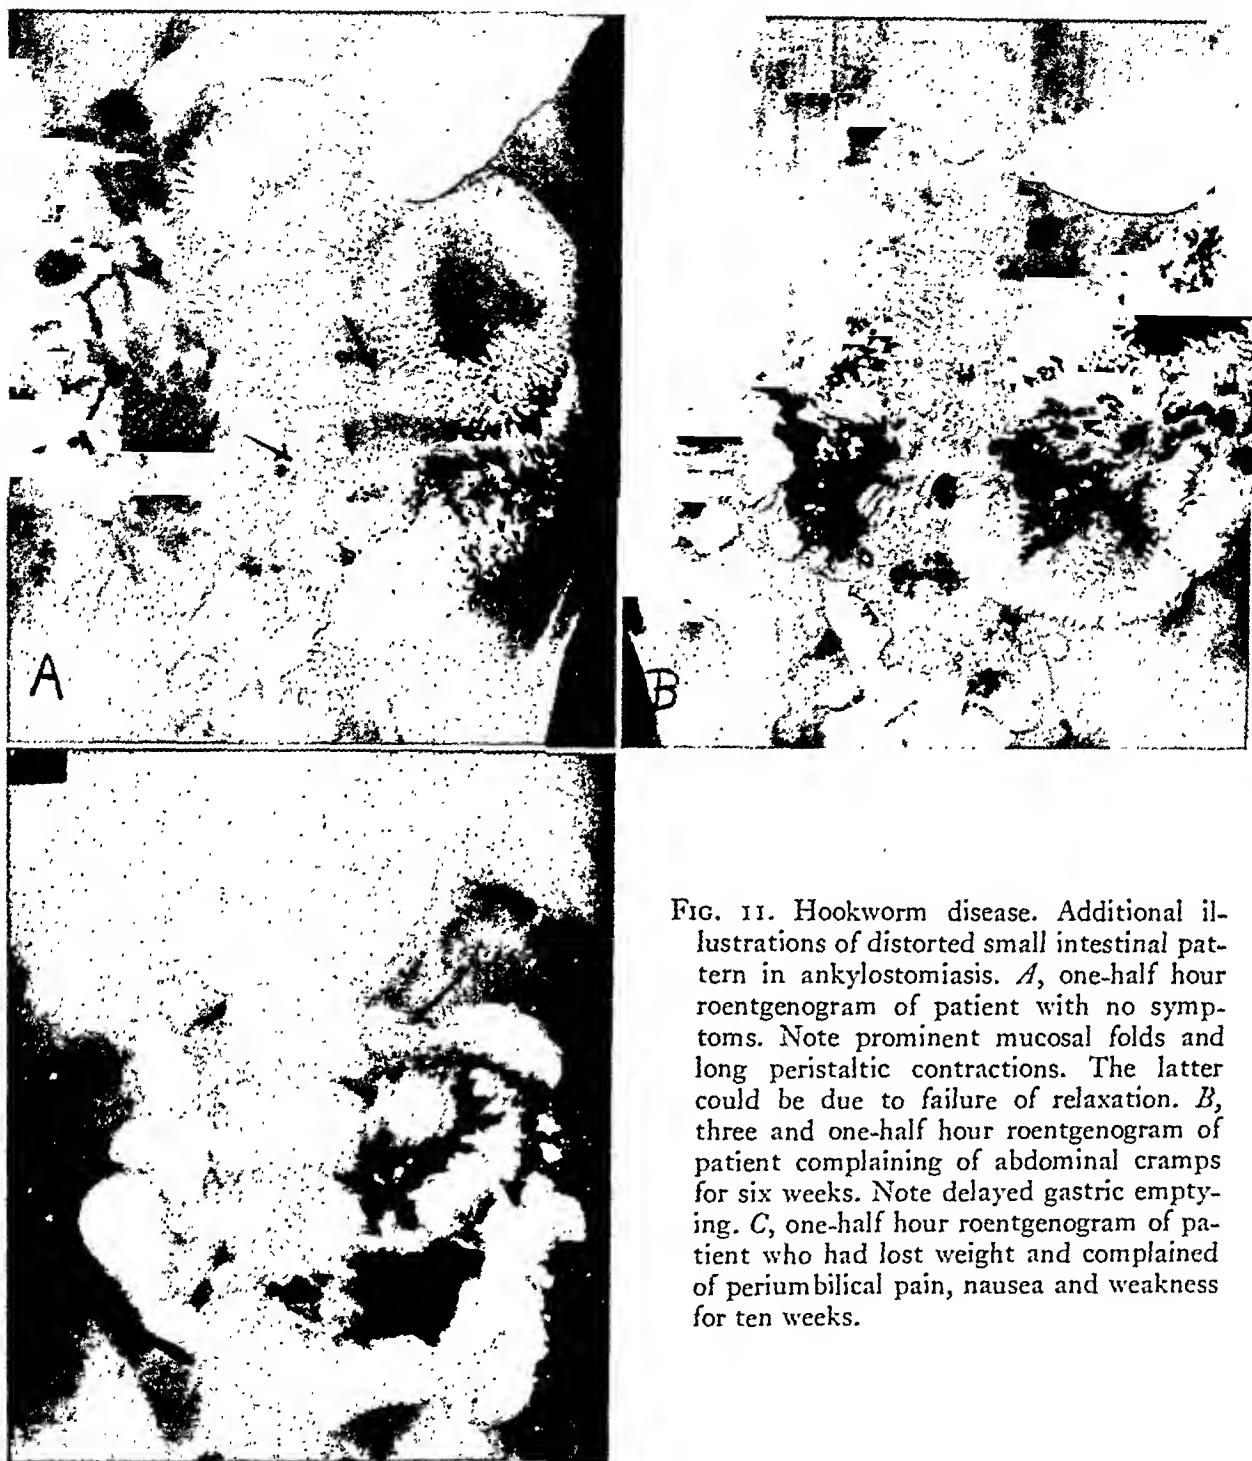 A
B
FIG. 11. Hookworm disease. Additional il-
lustrations of distorted small intestinal pat-
tern in ankylostomiasis. A, one-half hour
roentgenogram of patient with no symp-
toms. Note prominent mucosal folds and
long peristaltic contractions. The latter
could be due to failure of relaxation. B,
three and one-half hour roentgenogram of
patient complaining of abdominal cramps
for six weeks. Note delayed gastric empty-
ing. C, one-half hour roentgenogram of pa-
tient who had lost weight and complained
of periumbilical pain, nausea and weakness
for ten weeks.